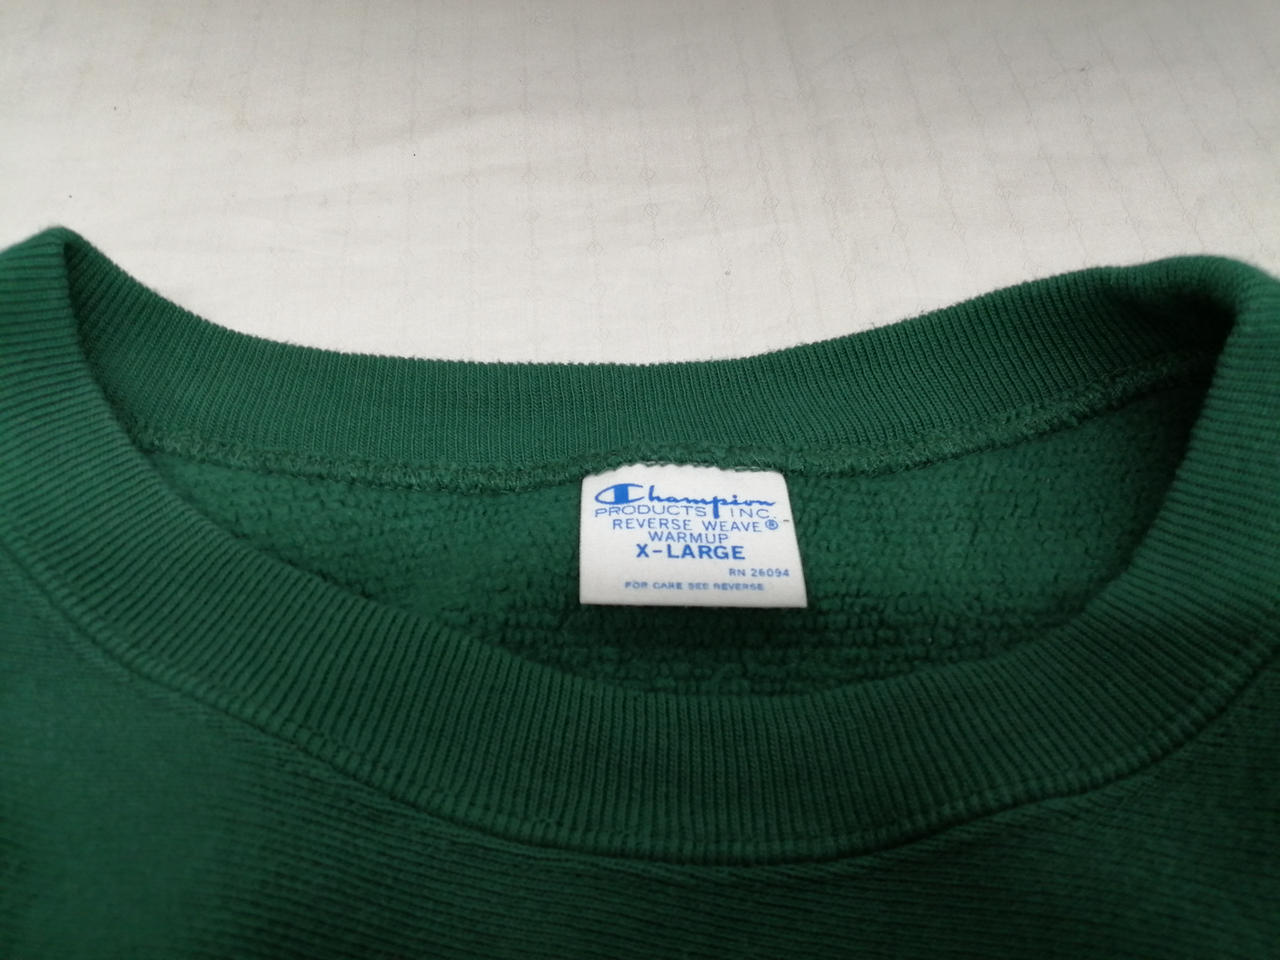 Champion
PRODUCTS INC.
REVERSE WEAVE®
WARMUP
X-LARGE
RN 26094
FOR CARE SEE REVERSE